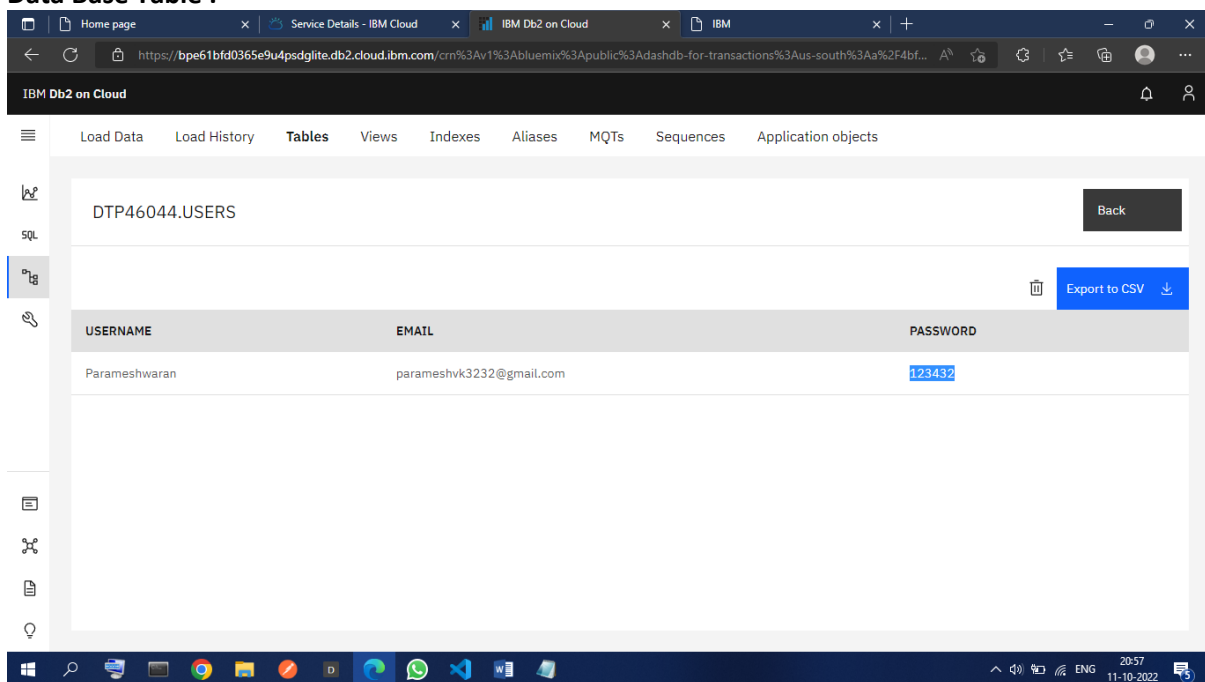 Data Base Table :
Home page
Service Details - IBM Cloud
IBM Db2 on Cloud
IBM
https://bpe61bfd0365e9u4psdglite.db2.cloud.ibm.com/crn%3Av1%3Abluemix%3Apublic%3Adashdb-for-transactions%3Aus-south%3Aa%2F4bf...
IBM Db2 on Cloud
Load Data Load History Tables Views Indexes Aliases MQTs Sequences Application objects
DTP46044.USERS
Back
SQL
Export to CSV
USERNAME EMAIL PASSWORD
Parameshwaran parameshvk3232@gmail.com 123432
ENG
20:57
11-10-2022
5